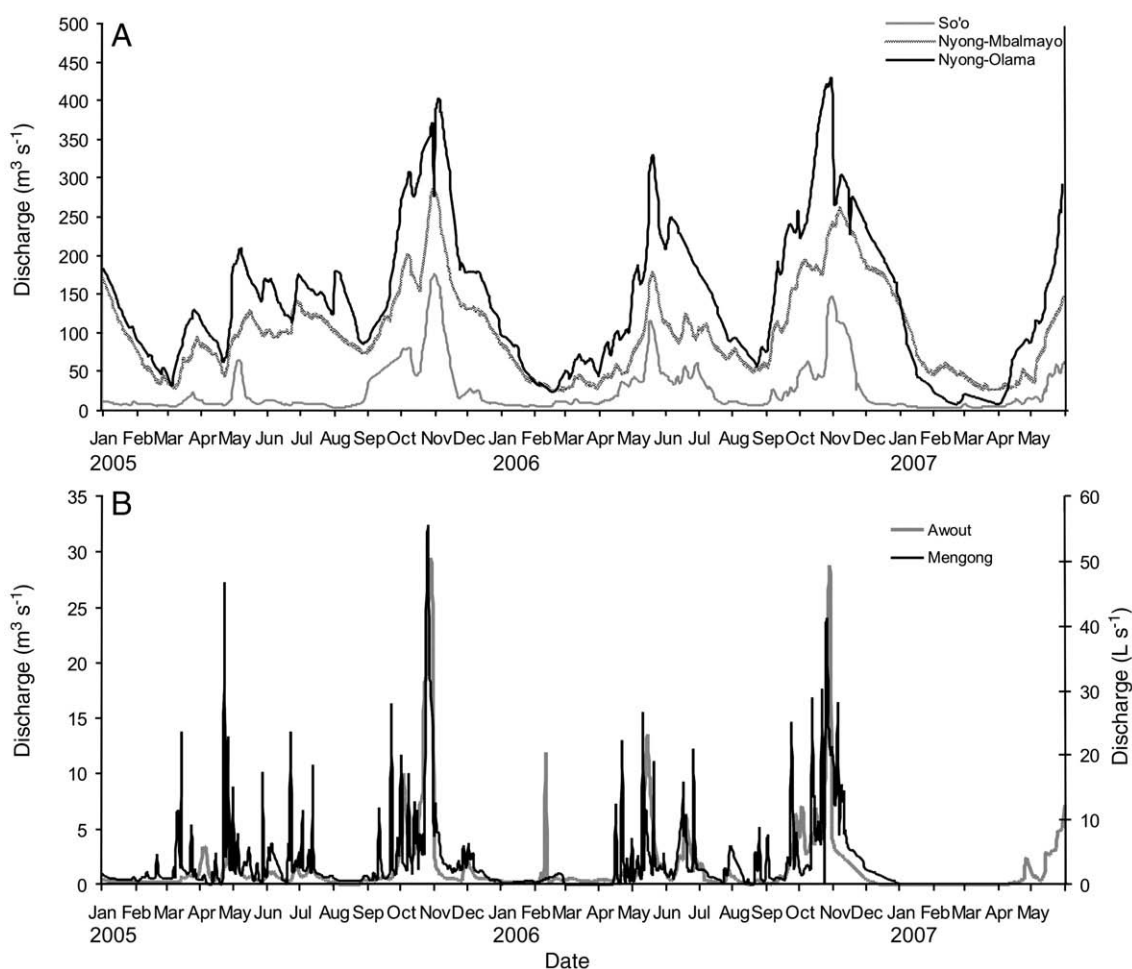 A
So'o
Nyong-Mbalmayo
Nyong-Olama
500
450
400
350
300
250
200
150
100
50
0
Discharge (m³ s⁻¹)
Jan Feb Mar Apr May Jun Jul Aug Sep Oct Nov Dec Jan Feb Mar Apr May Jun Jul Aug Sep Oct Nov Dec Jan Feb Mar Apr May
2005 2006 2007
B
Awout
Mengong
35
30
25
20
15
10
5
0
Discharge (m³ s⁻¹)
60
50
40
30
20
10
0
Discharge (L s⁻¹)
Jan Feb Mar Apr May Jun Jul Aug Sep Oct Nov Dec Jan Feb Mar Apr May Jun Jul Aug Sep Oct Nov Dec Jan Feb Mar Apr May
2005 2006 2007
Date